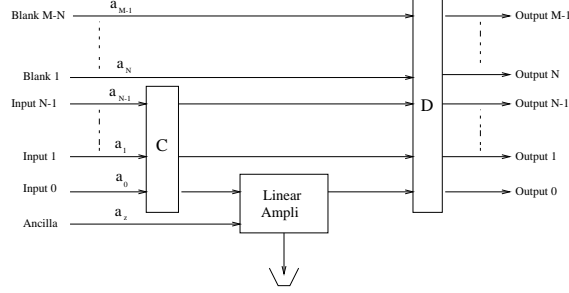 Blank M-N a_{M-1} Output M-1
Blank 1 a_N Output N
Input N-1 a_{N-1} Output N-1
C D
Input 1 a_1 Output 1
Input 0 a_0 Output 0
Linear
Ampli
Ancilla a_z